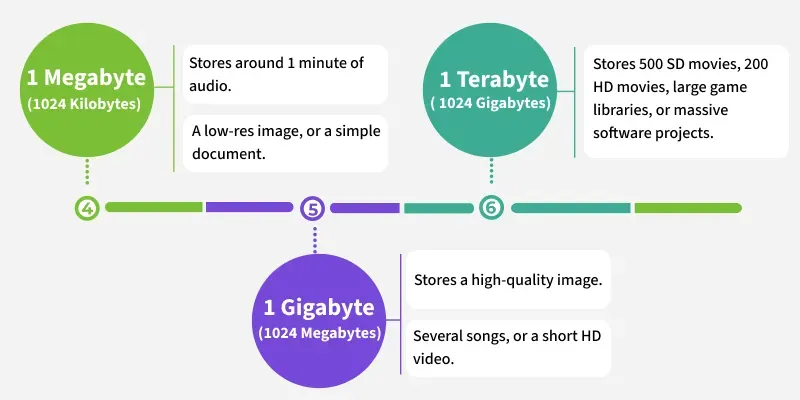 1 Megabyte
(1024 Kilobytes)
Stores around 1 minute of
audio.
A low-res image, or a simple
document.
1 Terabyte
( 1024 Gigabytes)
Stores 500 SD movies, 200
HD movies, large game
libraries, or massive
software projects.
4
5
6
1 Gigabyte
(1024 Megabytes)
Stores a high-quality image.
Several songs, or a short HD
video.